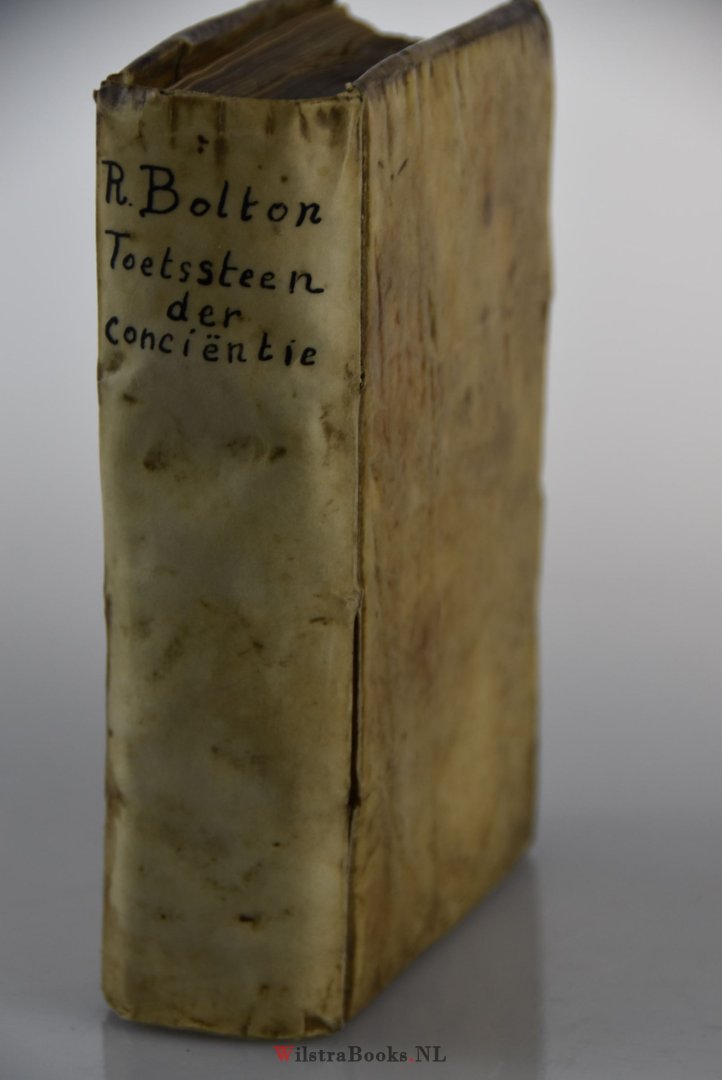 R. Bolton
Toetssteen
der
conciëntie
WilstraBooks.NL